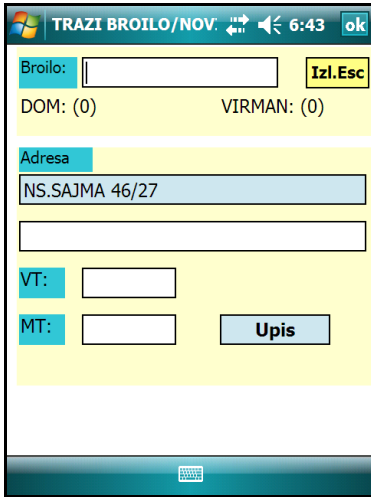 TRAZI BROILO/NOV. 6:43 ok
Broilo: Izl.Esc
DOM: (0) VIRMAN: (0)
Adresa
NS.SAJMA 46/27
VT:
MT: Upis